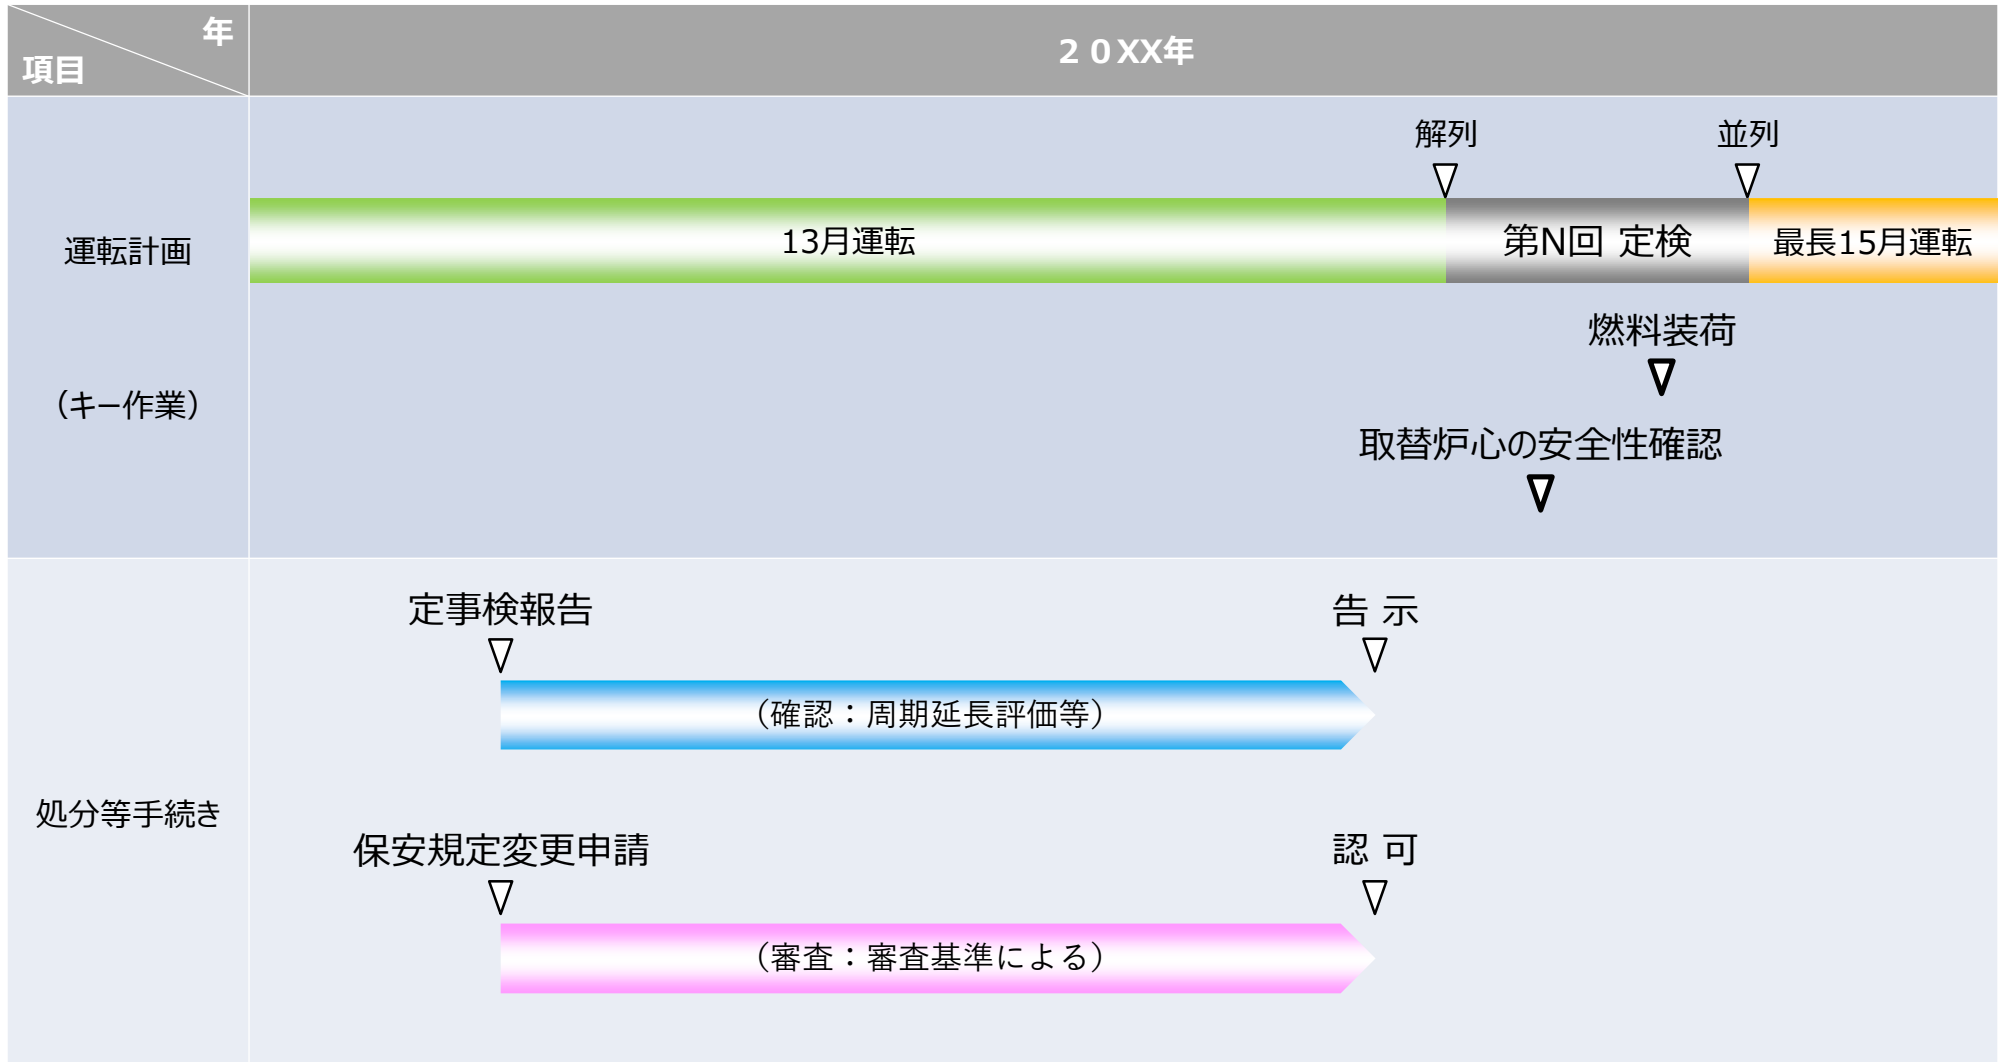 年
項目
２０XX年
解列
並列
運転計画
13月運転
第N回 定検
最長15月運転
燃料装荷
（キー作業）
取替炉心の安全性確認
定事検報告
告 示
（確認：周期延長評価等）
処分等手続き
保安規定変更申請
認 可
（審査：審査基準による）